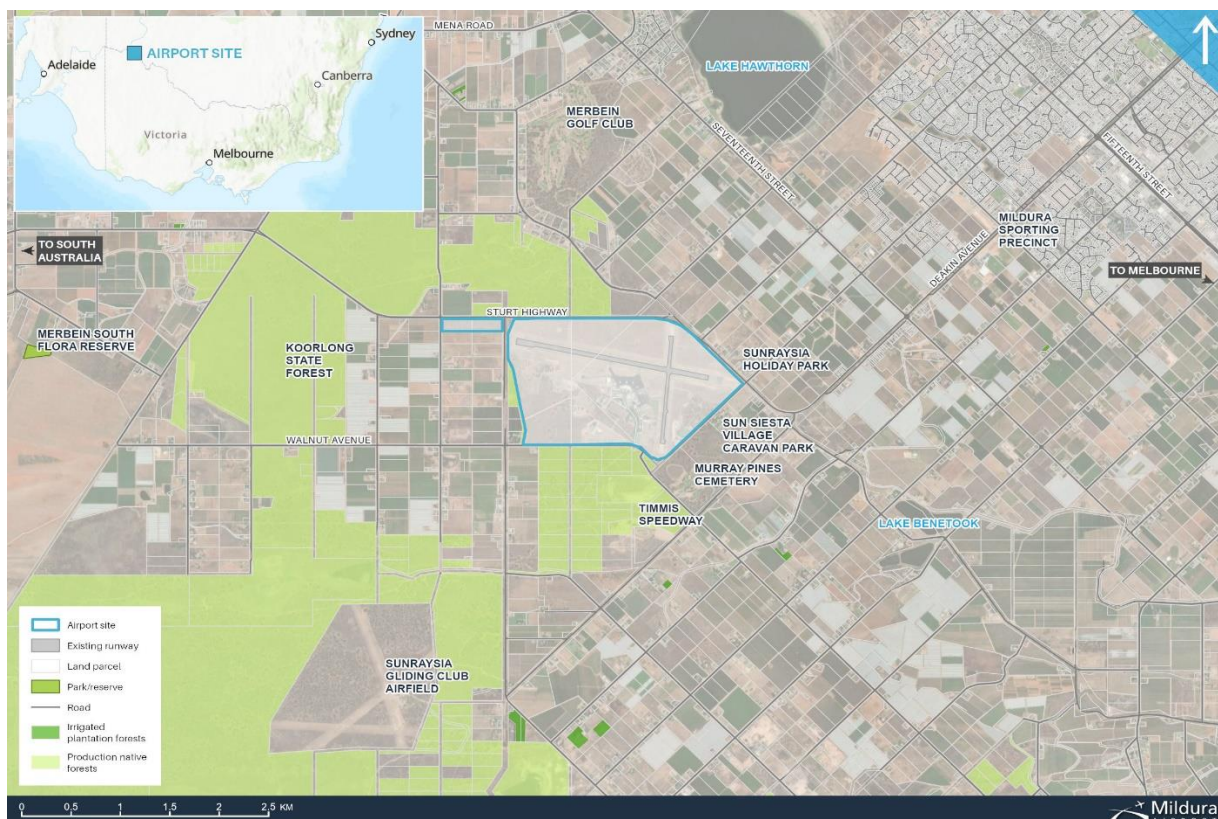 MENA ROAD
Sydney
AIRPORT SITE
Adelaide
Canberra
Victoria
Melbourne
LAKE HAWTHORN
MERBEIN
GOLF CLUB
SEVENTEENTH STREET
FIFTEENTH STREET
MILDURA
SPORTING
PRECINCT
DEAKIN AVENUE
TO SOUTH
AUSTRALIA
TO MELBOURNE
STURT HIGHWAY
MERBEIN SOUTH
FLORA RESERVE
KOORLONG
STATE
FOREST
SUNRAYSIA
HOLIDAY PARK
SUN SIESTA
VILLAGE
CARAVAN PARK
WALNUT AVENUE
MURRAY PINES
CEMETERY
TIMMIS
SPEEDWAY
LAKE BENETOOK
SUNRAYSIA
GLIDING CLUB
AIRFIELD
Airport site
Existing runway
Land parcel
Park/reserve
Road
Irrigated
plantation forests
Production native
forests
0 0,5 1 1,5 2 2,5 KM
Mildura